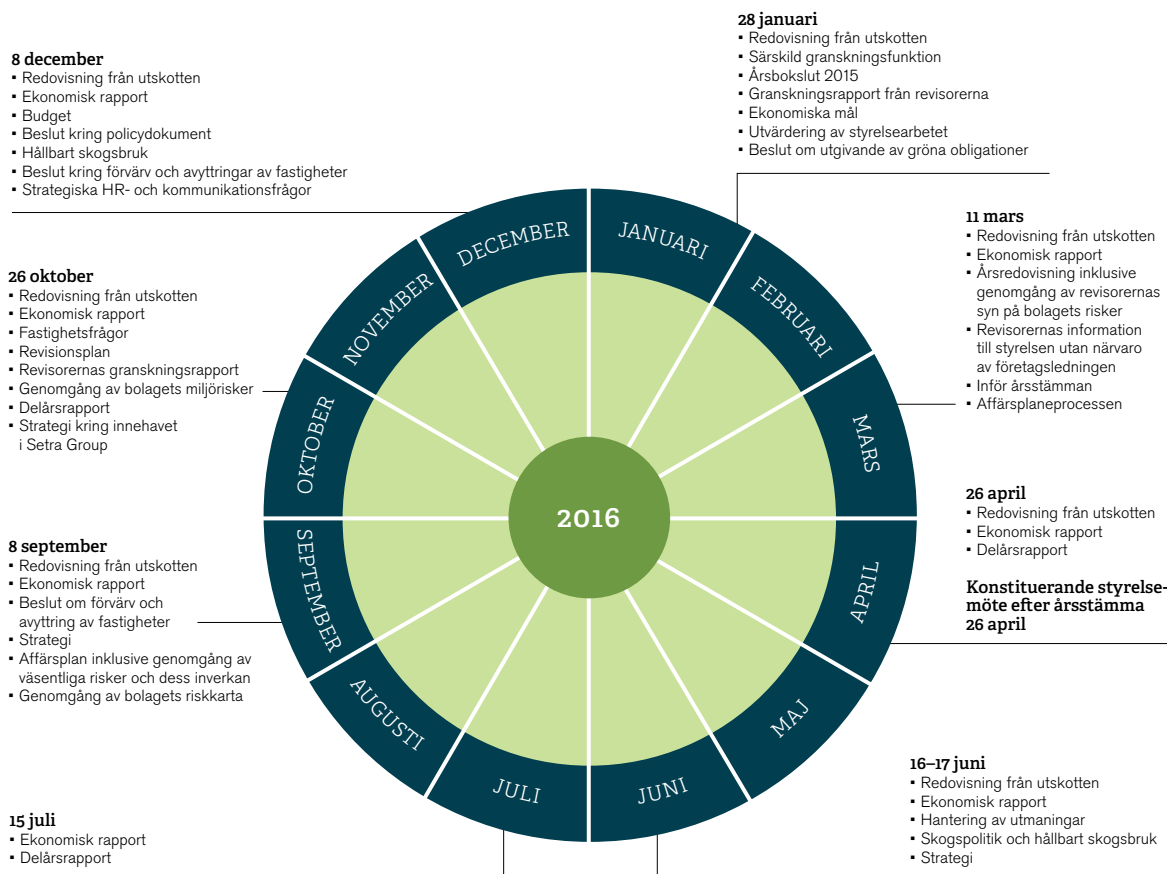 28 januari
▪ Redovisning från utskotten
▪ Särskild granskningsfunktion
▪ Årsbokslut 2015
▪ Granskningsrapport från revisorerna
▪ Ekonomiska mål
▪ Utvärdering av styrelsearbetet
▪ Beslut om utgivande av gröna obligationer
11 mars
▪ Redovisning från utskotten
▪ Ekonomisk rapport
▪ Årsredovisning inklusive
genomgång av revisorernas
syn på bolagets risker
▪ Revisorernas information
till styrelsen utan närvaro
av företagsledningen
▪ Inför årsstämman
▪ Affärsplaneprocessen
26 april
▪ Redovisning från utskotten
▪ Ekonomisk rapport
▪ Delårsrapport
Konstituerande styrelse-
möte efter årsstämma
26 april
16–17 juni
▪ Redovisning från utskotten
▪ Ekonomisk rapport
▪ Hantering av utmaningar
▪ Skogspolitik och hållbart skogsbruk
▪ Strategi
15 juli
▪ Ekonomisk rapport
▪ Delårsrapport
8 september
▪ Redovisning från utskotten
▪ Ekonomisk rapport
▪ Beslut om förvärv och
avyttring av fastigheter
▪ Strategi
▪ Affärsplan inklusive genomgång av
väsentliga risker och dess inverkan
▪ Genomgång av bolagets riskkarta
26 oktober
▪ Redovisning från utskotten
▪ Ekonomisk rapport
▪ Fastighetsfrågor
▪ Revisionsplan
▪ Revisorernas granskningsrapport
▪ Genomgång av bolagets miljörisker
▪ Delårsrapport
▪ Strategi kring innehavet
i Setra Group
8 december
▪ Redovisning från utskotten
▪ Ekonomisk rapport
▪ Budget
▪ Beslut kring policydokument
▪ Hållbart skogsbruk
▪ Beslut kring förvärv och avyttringar av fastigheter
▪ Strategiska HR- och kommunikationsfrågor
JANUARI
FEBRUARI
MARS
APRIL
MAJ
JUNI
JULI
AUGUSTI
SEPTEMBER
OKTOBER
NOVEMBER
DECEMBER
2016